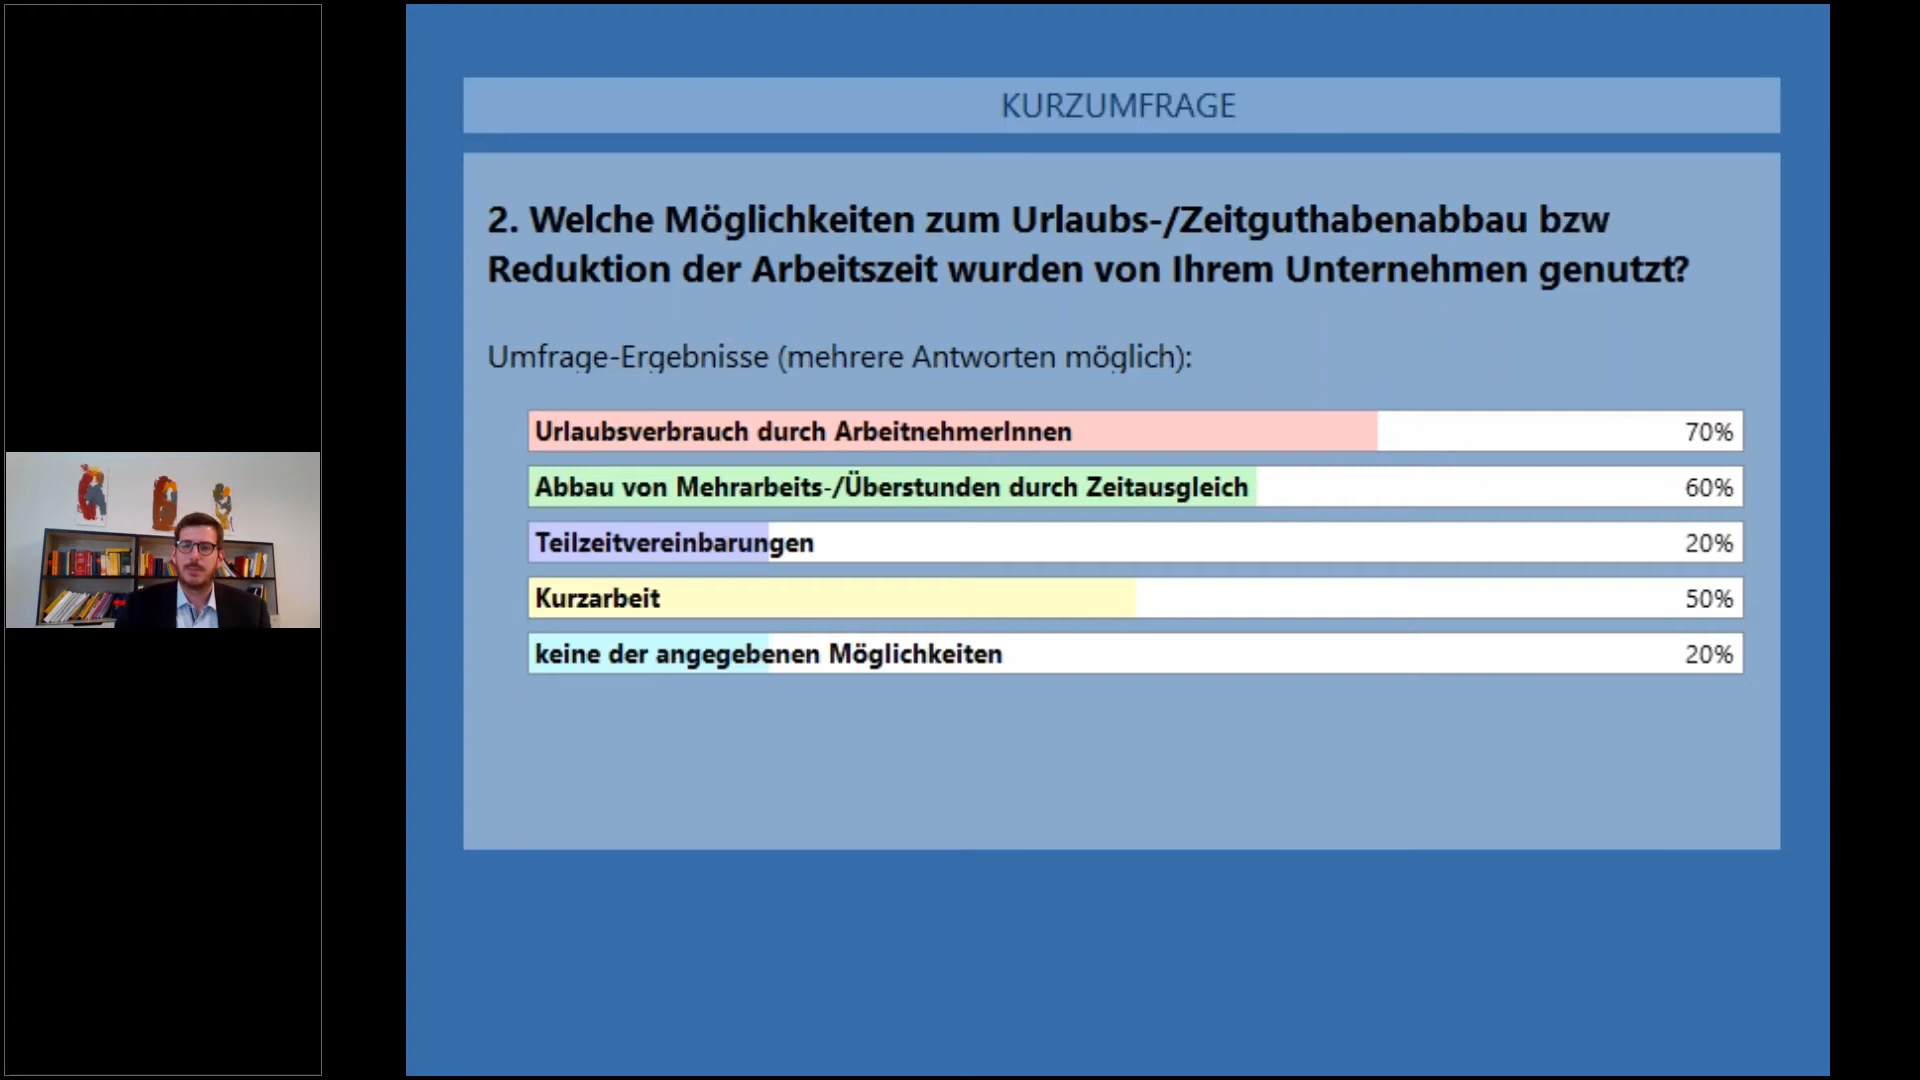 KURZUMFRAGE
2. Welche Möglichkeiten zum Urlaubs-/Zeitguthabenabbau bzw
Reduktion der Arbeitszeit wurden von Ihrem Unternehmen genutzt?
Umfrage-Ergebnisse (mehrere Antworten möglich):
Urlaubsverbrauch durch ArbeitnehmerInnen 70%
Abbau von Mehrarbeits-/Überstunden durch Zeitausgleich 60%
Teilzeitvereinbarungen 20%
Kurzarbeit 50%
keine der angegebenen Möglichkeiten 20%